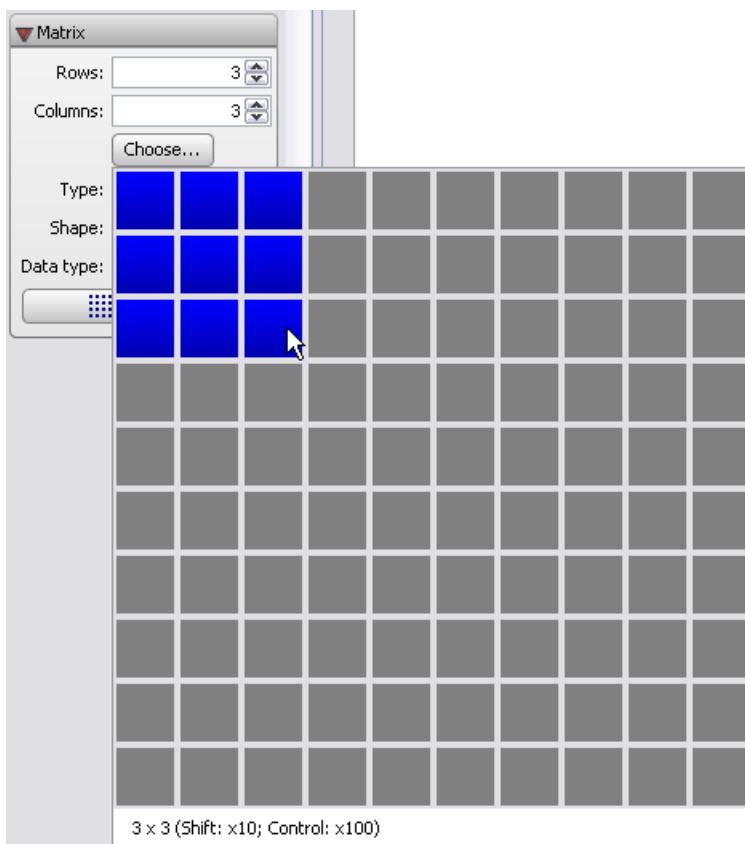 Matrix
Rows: 3
Columns: 3
Choose...
Type:
Shape:
Data type:
3 x 3 (Shift: x10; Control: x100)